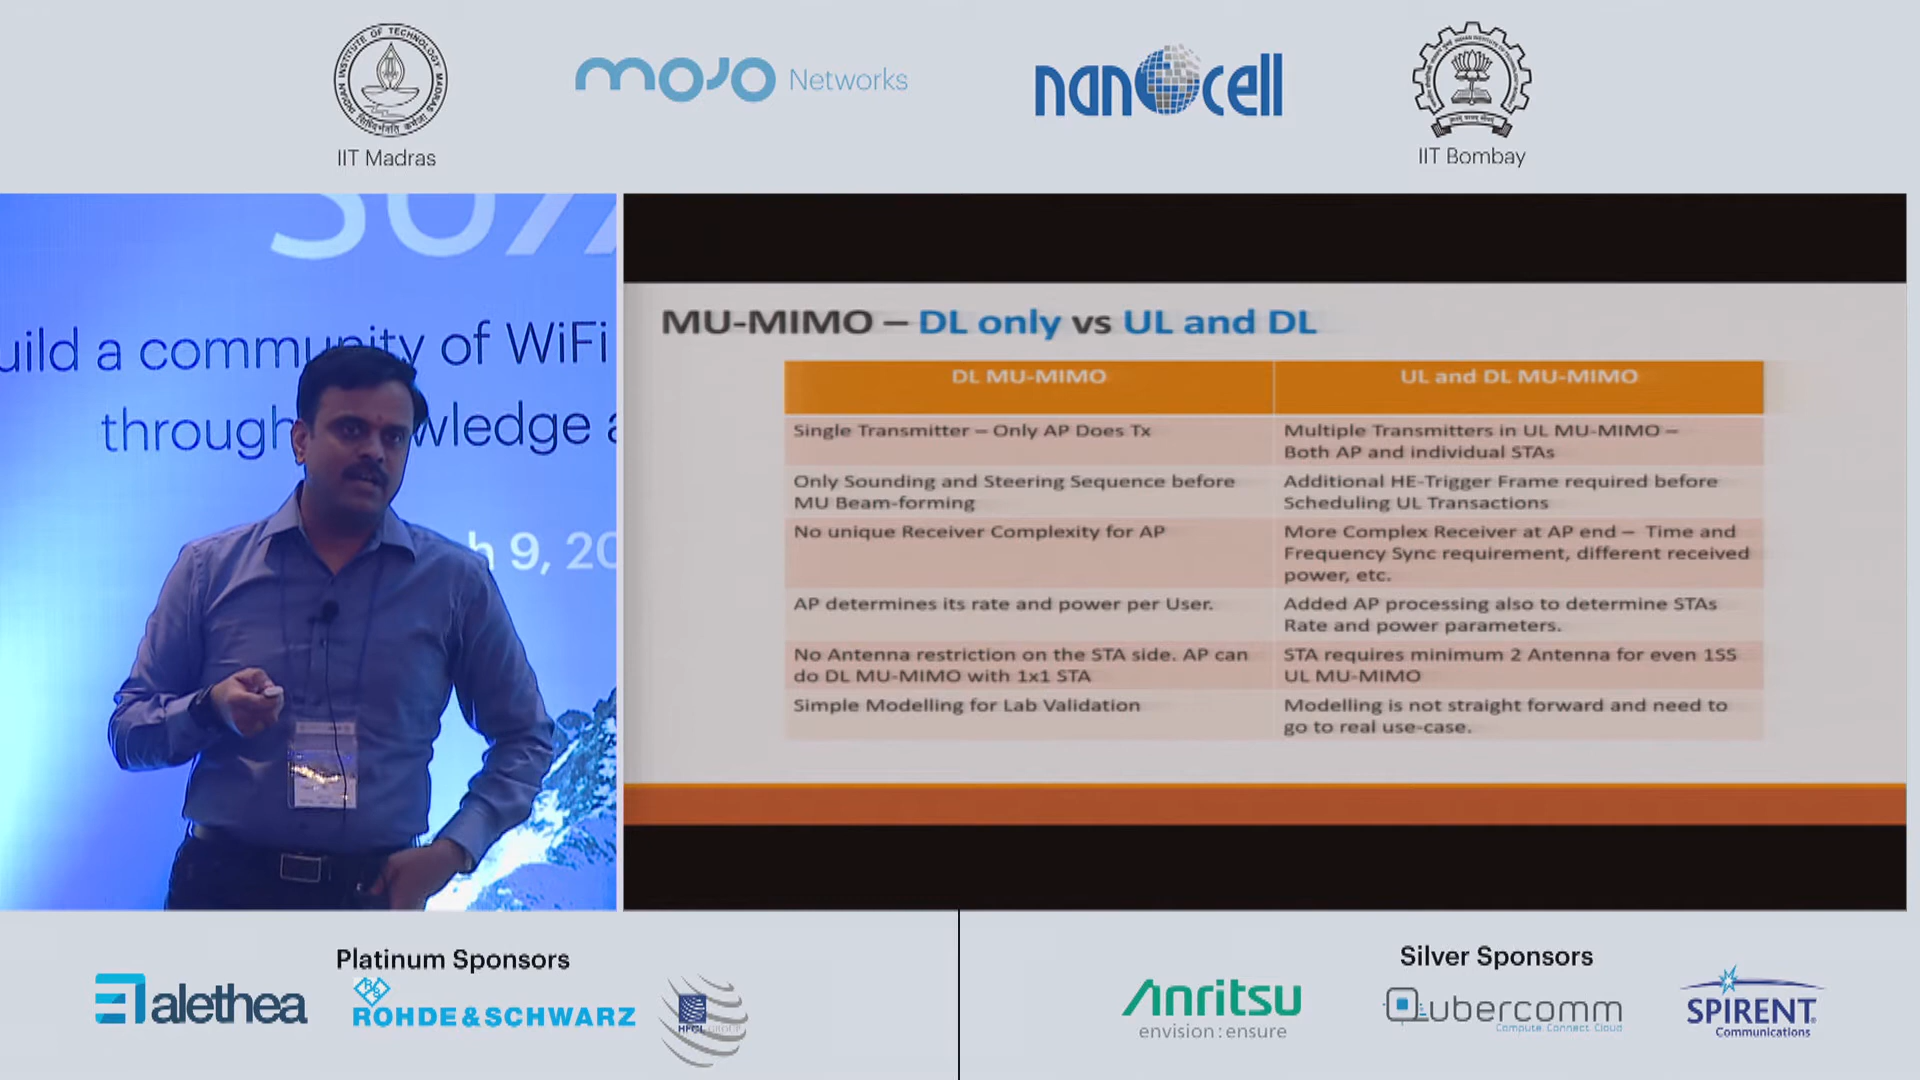 IIT Madras
mojo Networks
nanocell
IIT Bombay
uild a community of WiFi
through wledge a
h 9, 20
MU-MIMO – DL only vs UL and DL
DL MU-MIMO
UL and DL MU-MIMO
Single Transmitter – Only AP Does Tx
Multiple Transmitters in UL MU-MIMO –
Both AP and individual STAs
Only Sounding and Steering Sequence before
MU Beam-forming
Additional HE-Trigger Frame required before
Scheduling UL Transactions
No unique Receiver Complexity for AP
More Complex Receiver at AP end – Time and
Frequency Sync requirement, different received
power, etc.
AP determines its rate and power per User.
Added AP processing also to determine STAs
Rate and power parameters.
No Antenna restriction on the STA side. AP can
do DL MU-MIMO with 1x1 STA
STA requires minimum 2 Antenna for even 1SS
UL MU-MIMO
Simple Modelling for Lab Validation
Modelling is not straight forward and need to
go to real use-case.
Platinum Sponsors
alethea
ROHDE & SCHWARZ
HFCL GROUP
Silver Sponsors
Anritsu
envision : ensure
Qubercomm
Compute. Connect. Cloud
SPIRENT
Communications